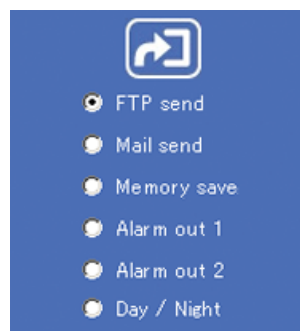 FTP send
Mail send
Memory save
Alarm out 1
Alarm out 2
Day / Night